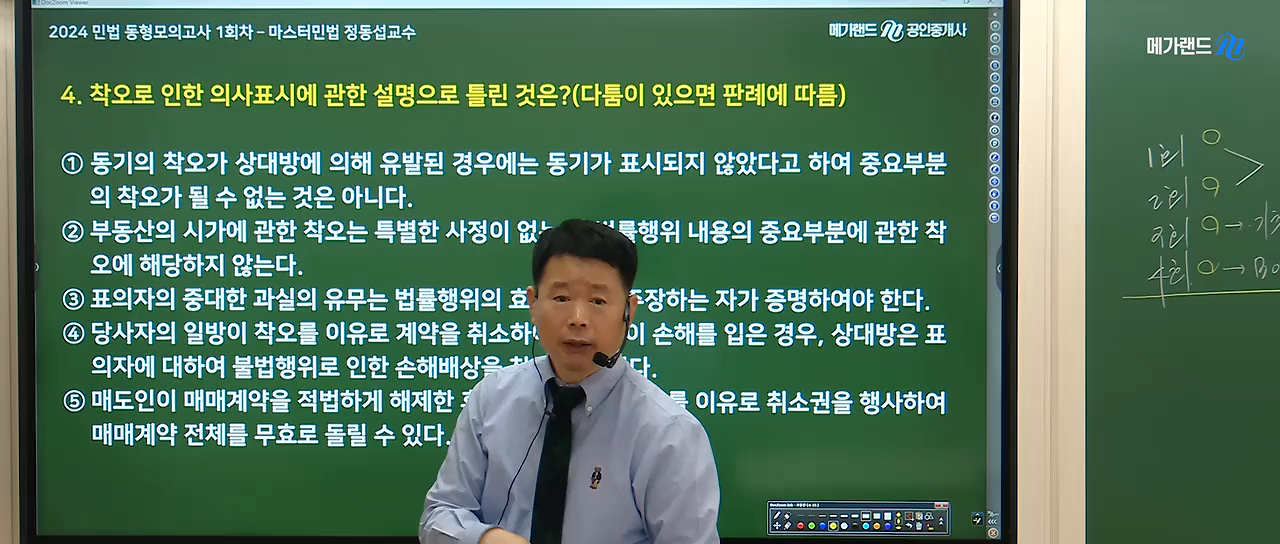 DocZoom Viewer
2024 민법 동형모의고사 1회차 – 마스터민법 정동섭교수
메가랜드 공인중개사
메가랜드
4. 착오로 인한 의사표시에 관한 설명으로 틀린 것은?(다툼이 있으면 판례에 따름)
① 동기의 착오가 상대방에 의해 유발된 경우에는 동기가 표시되지 않았다고 하여 중요부분
의 착오가 될 수 없는 것은 아니다.
② 부동산의 시가에 관한 착오는 특별한 사정이 없는 법률행위 내용의 중요부분에 관한 착
오에 해당하지 않는다.
③ 표의자의 중대한 과실의 유무는 법률행위의 주장하는 자가 증명하여야 한다.
④ 당사자의 일방이 착오를 이유로 계약을 손해를 입은 경우, 상대방은 표
의자에 대하여 불법행위로 인한 손해배상을
⑤ 매도인이 매매계약을 적법하게 해제한 이유로 취소권을 행사하여
매매계약 전체를 무효로 돌릴 수 있다.
1회
2회
3회
4회